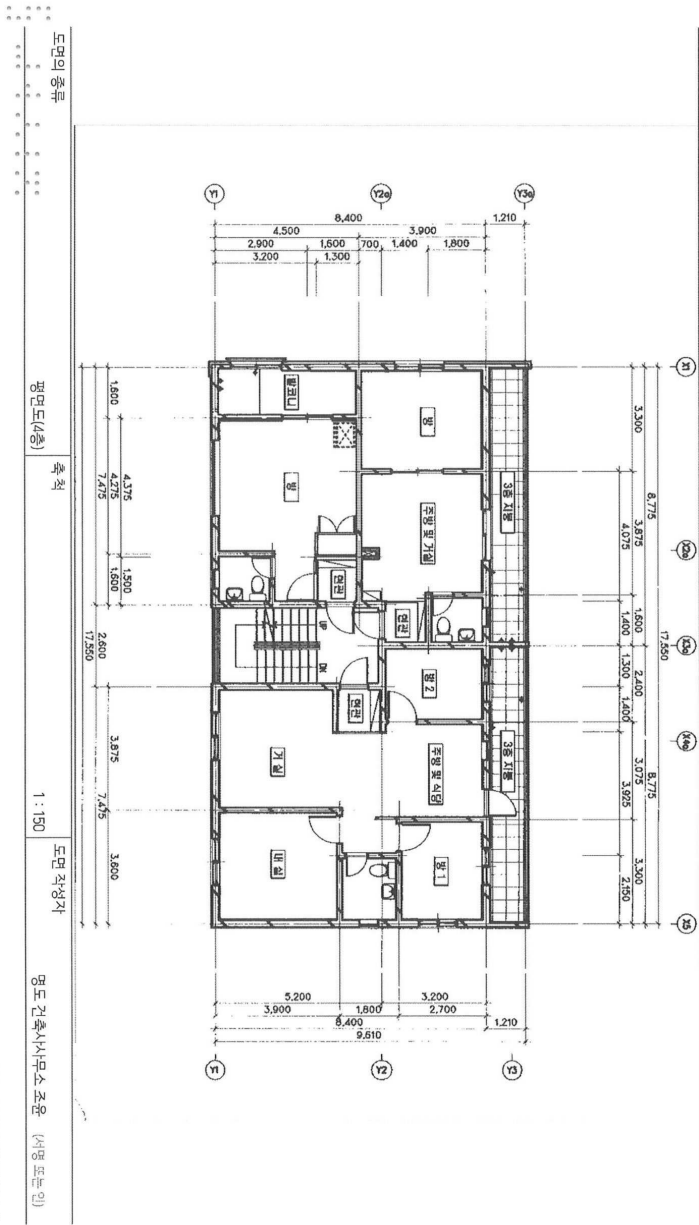 도면의 종류
평면도(4층)
축 척
1 : 150
도면 작성자
명도 건축사사무소 조윤
(서명 또는 인)
X1
X2a
X3a
X4a
X5
17,550
8,775
8,775
3,300
3,875
1,600
2,400
3,075
3,300
4,075
1,400
1,300
1,400
3,925
2,150
Y3a
Y2a
Y1
1,210
8,400
3,900
4,500
1,800
1,400
700
1,600
2,900
1,300
3,200
Y3
Y2
Y1
1,210
3,200
5,200
2,700
1,800
3,900
8,400
9,610
3층 지붕
3층 지붕
방
주방 및 거실
현관
방 2
주방 및 식당
방 1
발코니
방
현관
UP
DN
현관
거실
내실
4,375
1,500
1,600
4,275
1,600
7,475
2,600
3,875
3,600
7,475
17,550